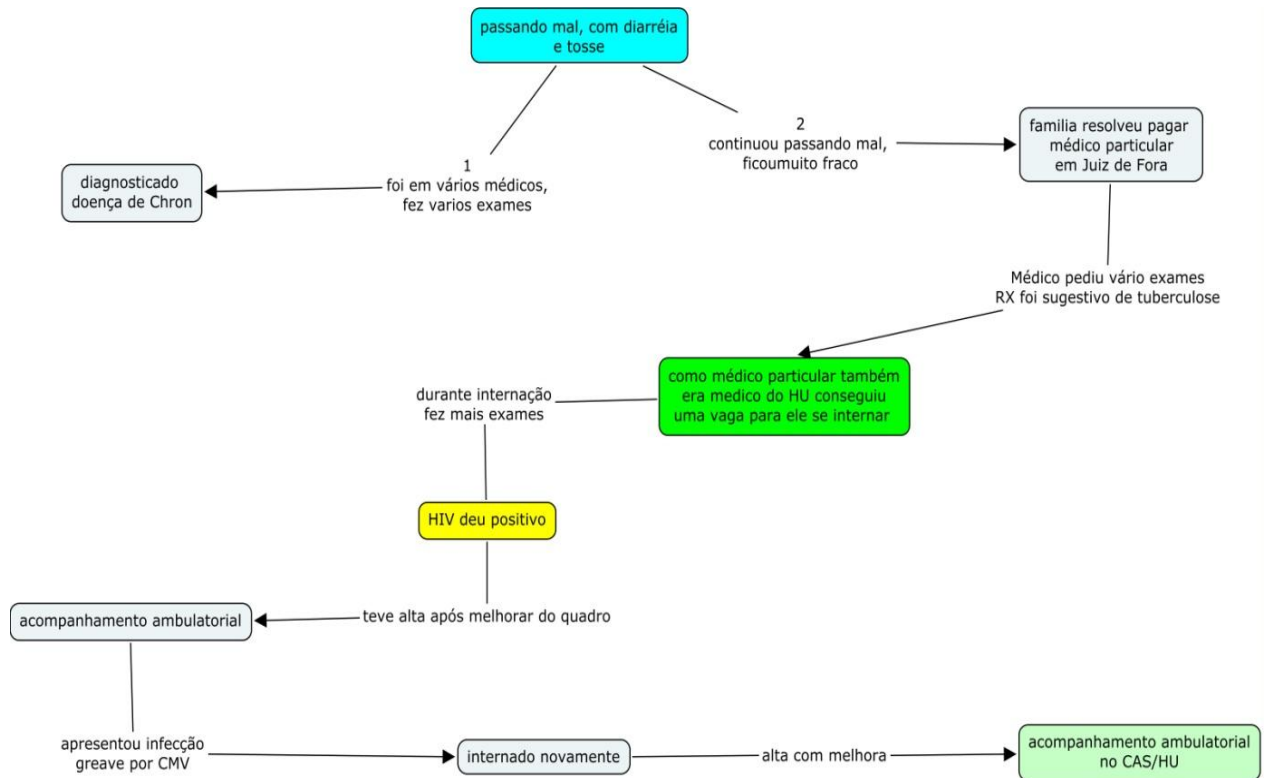 passando mal, com diarréia
e tosse
1
foi em vários médicos,
fez varios exames
diagnosticado
doença de Chron
2
continuou passando mal,
ficoumuito fraco
familia resolveu pagar
médico particular
em Juiz de Fora
Médico pediu vário exames
RX foi sugestivo de tuberculose
como médico particular também
era medico do HU conseguiu
uma vaga para ele se internar
durante internação
fez mais exames
HIV deu positivo
teve alta após melhorar do quadro
acompanhamento ambulatorial
apresentou infecção
greave por CMV
internado novamente
alta com melhora
acompanhamento ambulatorial
no CAS/HU